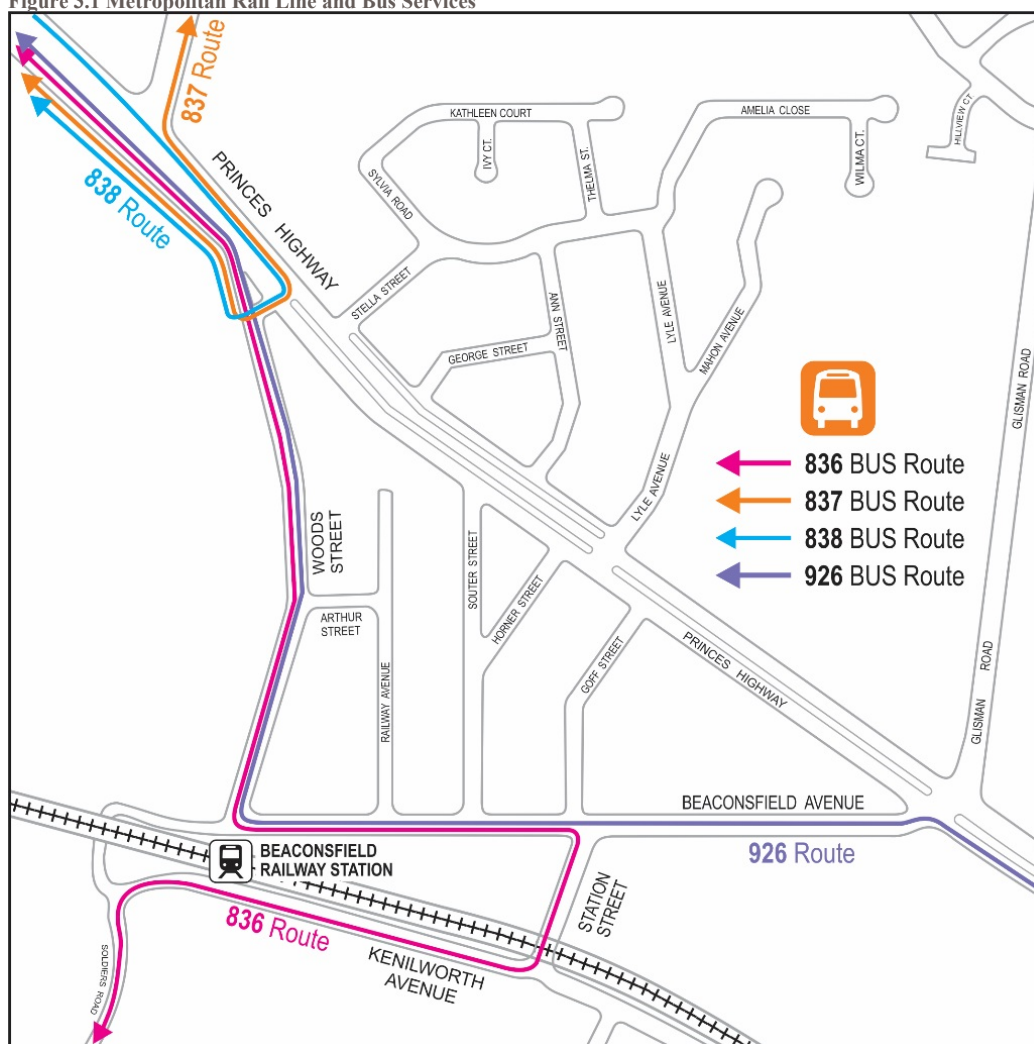 Figure 3.1 Metropolitan Rail Line and Bus Services
837 Route
838 Route
PRINCES HIGHWAY
KATHLEEN COURT
IVY CT.
THELMA ST.
SYLVIA ROAD
AMELIA CLOSE
WILMA CT.
HILLVIEW CT
STELLA STREET
GEORGE STREET
ANN STREET
LYLE AVENUE
MAHON AVENUE
GLISMAN ROAD
836 BUS Route
837 BUS Route
838 BUS Route
926 BUS Route
LYLE AVENUE
WOODS
STREET
ARTHUR
STREET
RAILWAY AVENUE
SOUTER STREET
HORNER STREET
GOFF STREET
PRINCES HIGHWAY
GLISMAN ROAD
BEACONSFIELD AVENUE
926 Route
BEACONSFIELD
RAILWAY STATION
836 Route
KENILWORTH
AVENUE
STATION
STREET
SOLDIERS ROAD